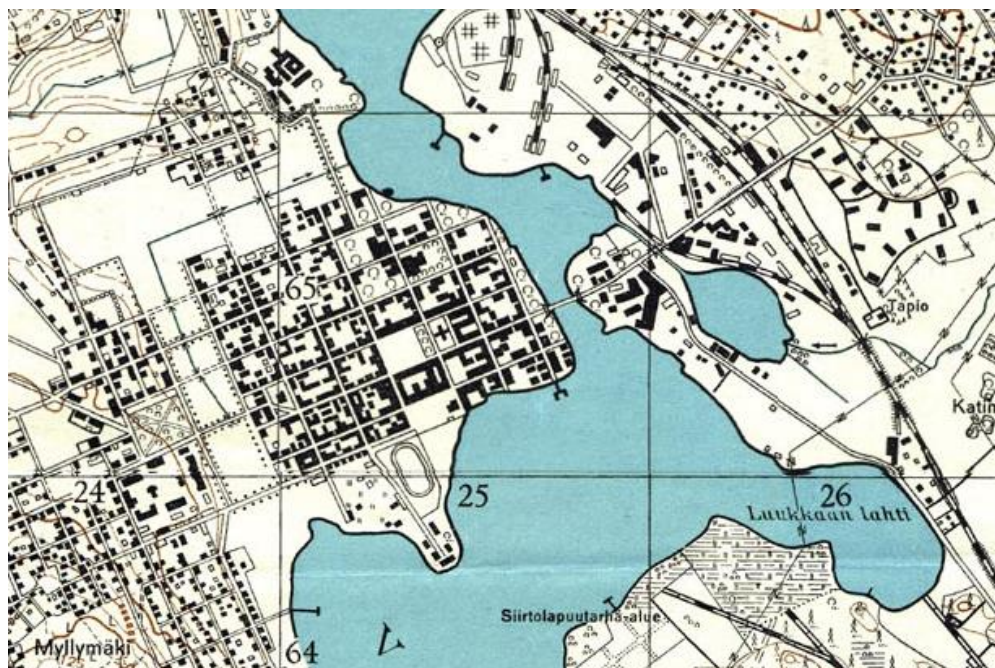 65
Tapio
Katin
24
25
26
Luukkaan lahti
Siirtolapuutarha-alue
Myllymäki
64